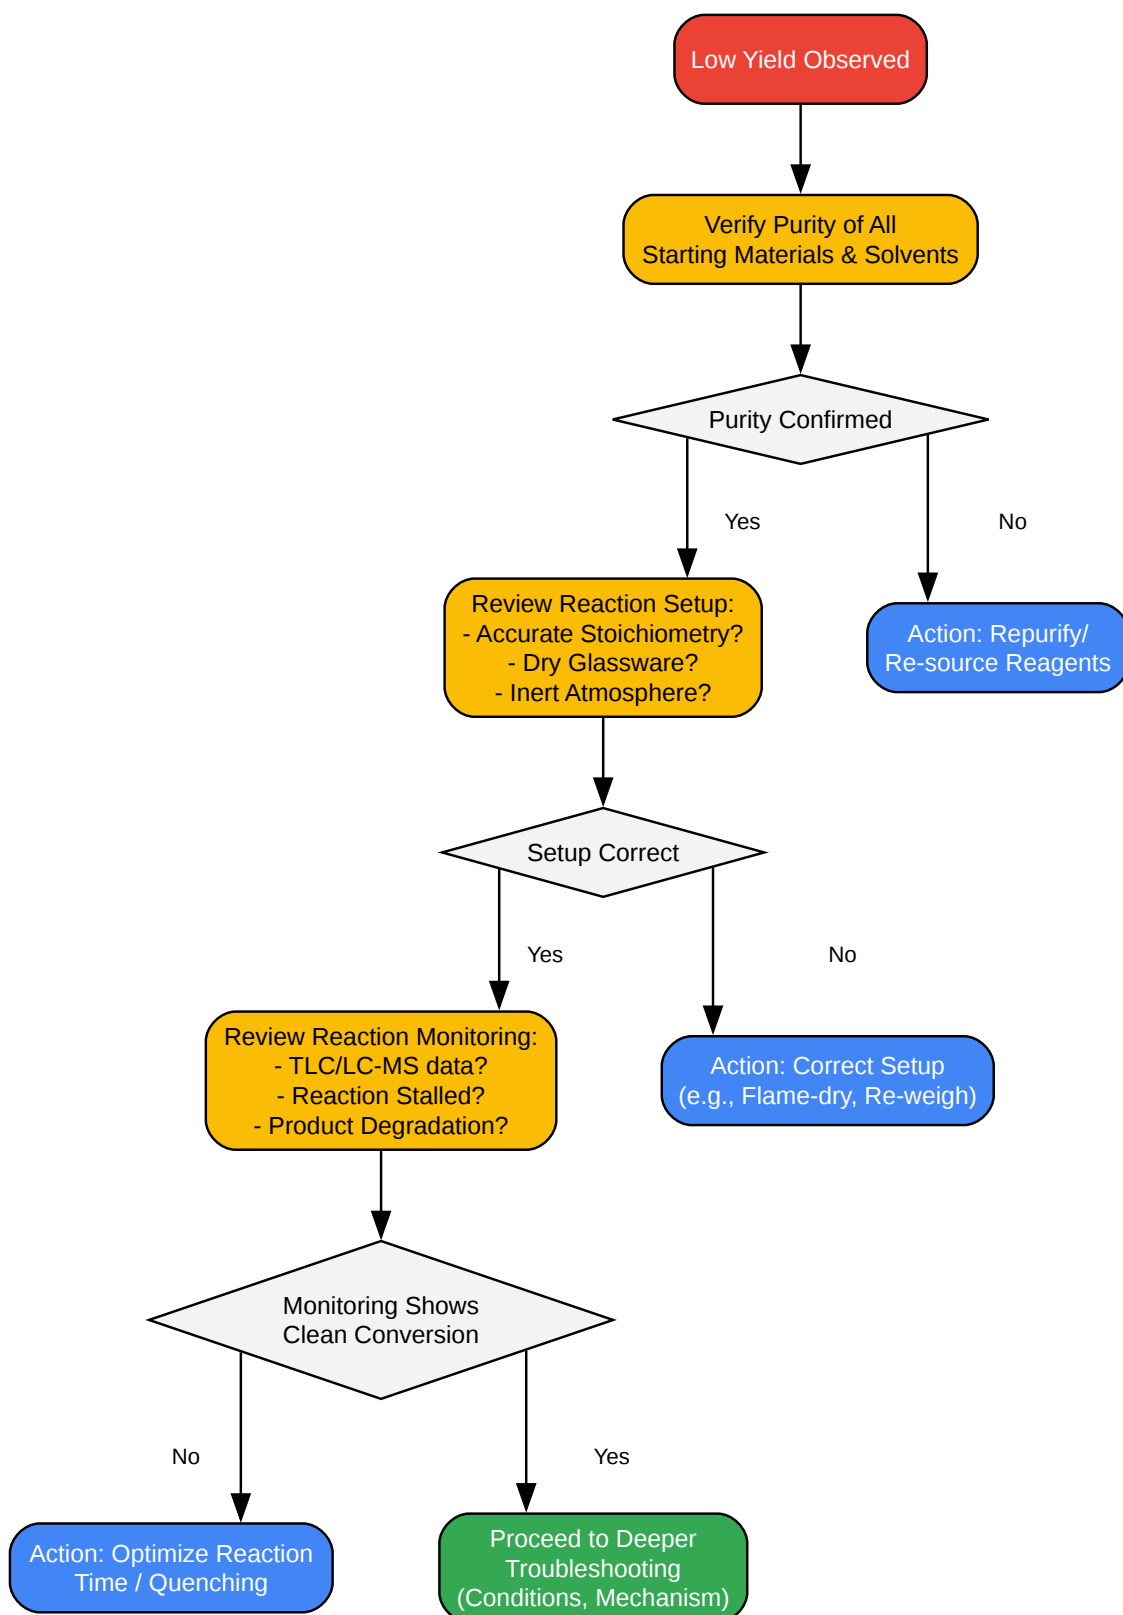 Low Yield Observed
Verify Purity of All
Starting Materials & Solvents
Purity Confirmed
Yes
No
Review Reaction Setup:
- Accurate Stoichiometry?
- Dry Glassware?
- Inert Atmosphere?
Action: Repurify/
Re-source Reagents
Setup Correct
Yes
No
Review Reaction Monitoring:
- TLC/LC-MS data?
- Reaction Stalled?
- Product Degradation?
Action: Correct Setup
(e.g., Flame-dry, Re-weigh)
Monitoring Shows
Clean Conversion
No
Yes
Action: Optimize Reaction
Time / Quenching
Proceed to Deeper
Troubleshooting
(Conditions, Mechanism)